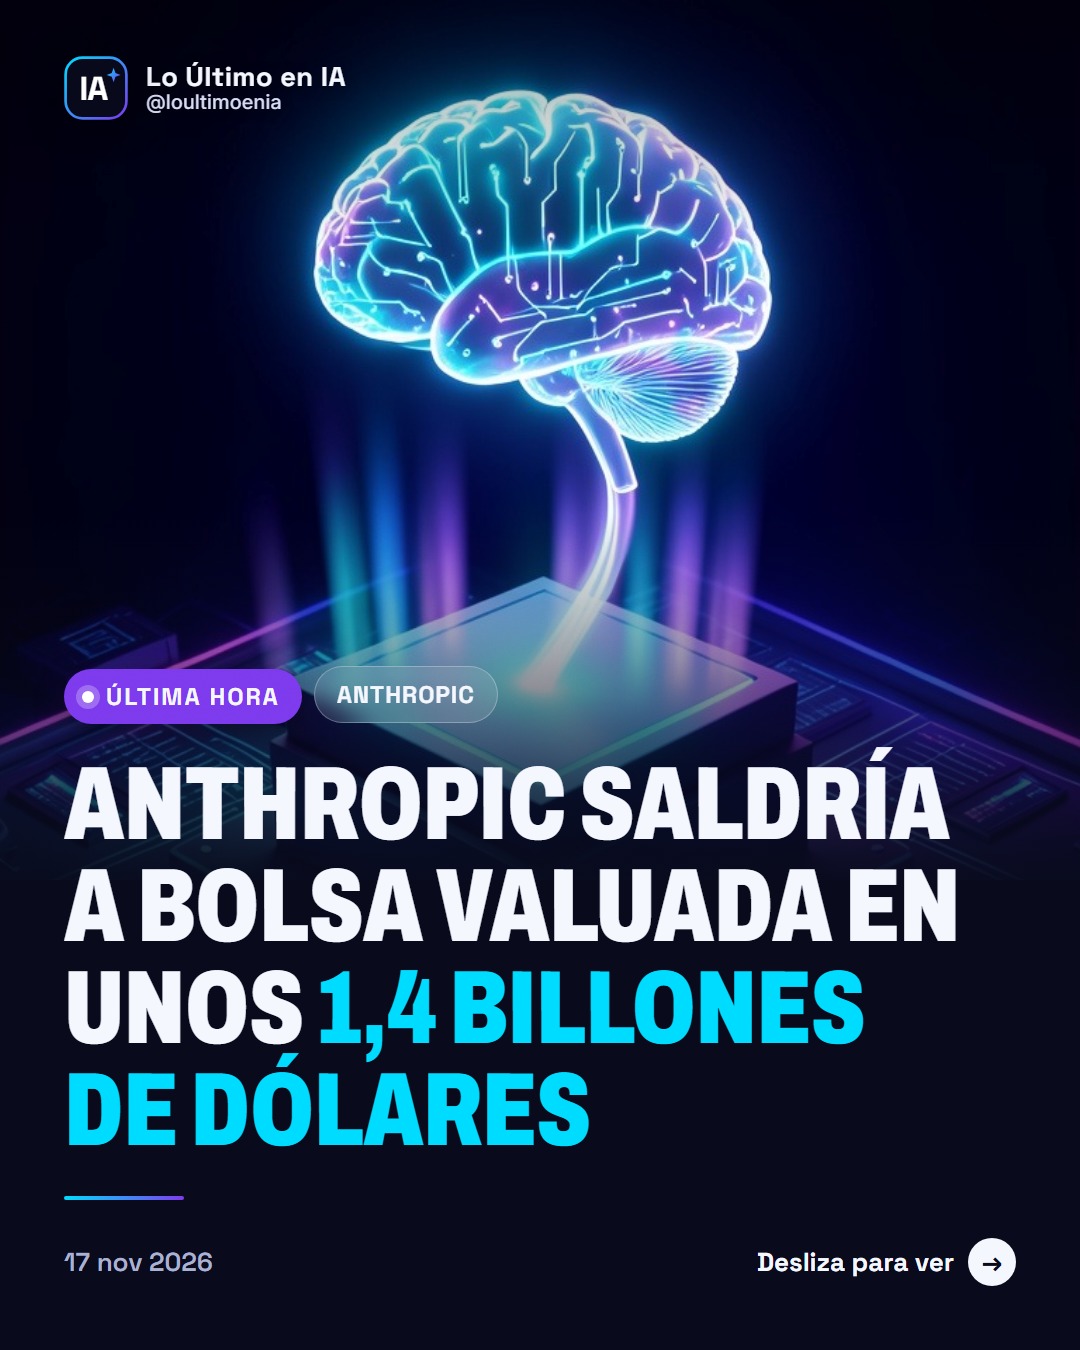 IA
Lo Último en IA
@loultimoenia
ÚLTIMA HORA
ANTHROPIC
ANTHROPIC SALDRÍA
A BOLSA VALUADA EN
UNOS 1,4 BILLONES
DE DÓLARES
17 nov 2026
Desliza para ver →